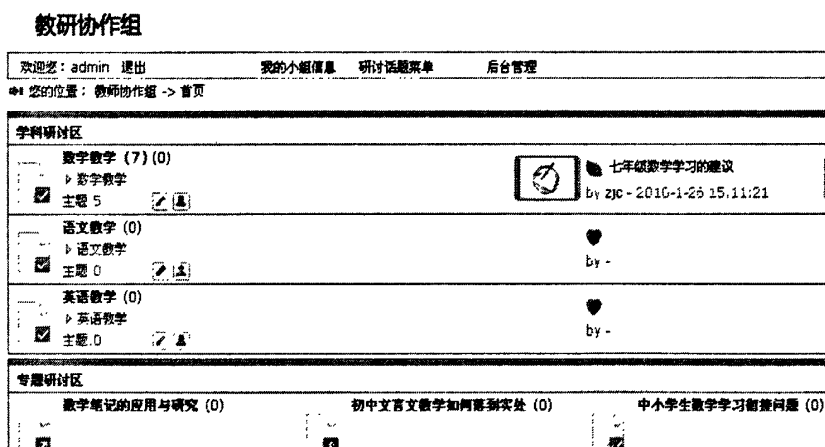 教研协作组
欢迎您：admin 退出 我的小组信息 研讨话题菜单 后台管理
您的位置： 教师协作组 -> 首页
学科研讨区
数学教学 (7) (0)
数学教学
主题 5
七年级数学学习的建议
by zjc - 2010-1-26 15:11:21
语文教学 (0)
语文教学
主题 0
by -
英语教学 (0)
英语教学
主题.0
by -
专题研讨区
数学笔记的应用与研究 (0) 初中文言文教学如何落到实处 (0) 中小学生数学学习衔接问题 (0)